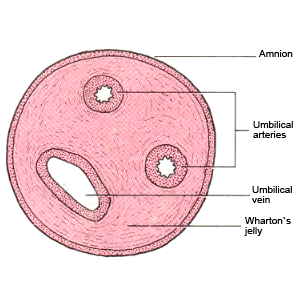 Amnion
Umbilical
arteries
Umbilical
vein
Wharton`s
jelly